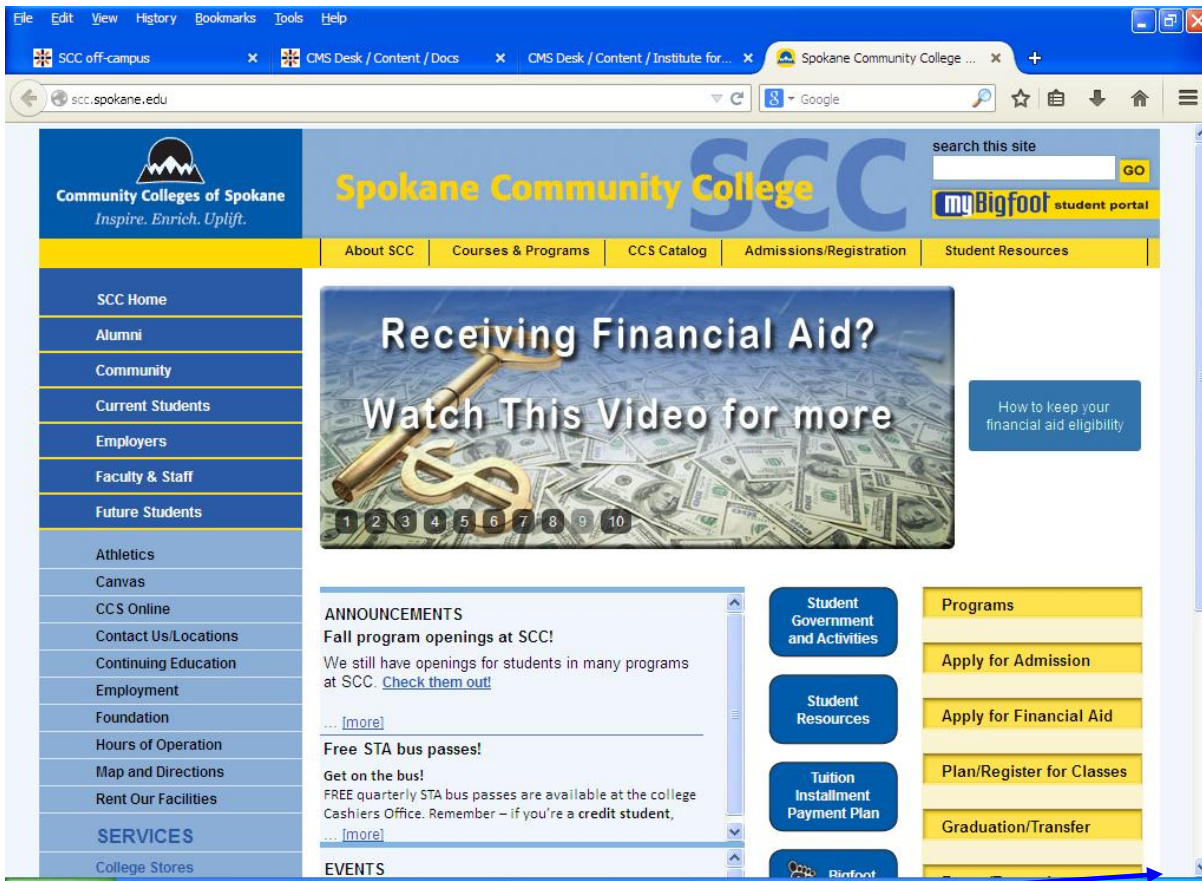 File Edit View History Bookmarks Tools Help
SCC off-campus
CMS Desk / Content / Docs
CMS Desk / Content / Institute for...
Spokane Community College ...
scc.spokane.edu
Google
Community Colleges of Spokane
Inspire. Enrich. Uplift.
SCC
Spokane Community College
search this site
GO
myBigfoot student portal
About SCC
Courses & Programs
CCS Catalog
Admissions/Registration
Student Resources
SCC Home
Alumni
Community
Current Students
Employers
Faculty & Staff
Future Students
Athletics
Canvas
CCS Online
Contact Us/Locations
Continuing Education
Employment
Foundation
Hours of Operation
Map and Directions
Rent Our Facilities
SERVICES
College Stores
Receiving Financial Aid?
Watch This Video for more
1 2 3 4 5 6 7 8 9 10
How to keep your
financial aid eligibility
ANNOUNCEMENTS
Fall program openings at SCC!
We still have openings for students in many programs
at SCC. Check them out!
... [more]
Free STA bus passes!
Get on the bus!
FREE quarterly STA bus passes are available at the college
Cashiers Office. Remember – if you're a credit student,
... [more]
EVENTS
Student
Government
and Activities
Student
Resources
Tuition
Installment
Payment Plan
Bigfoot
Programs
Apply for Admission
Apply for Financial Aid
Plan/Register for Classes
Graduation/Transfer